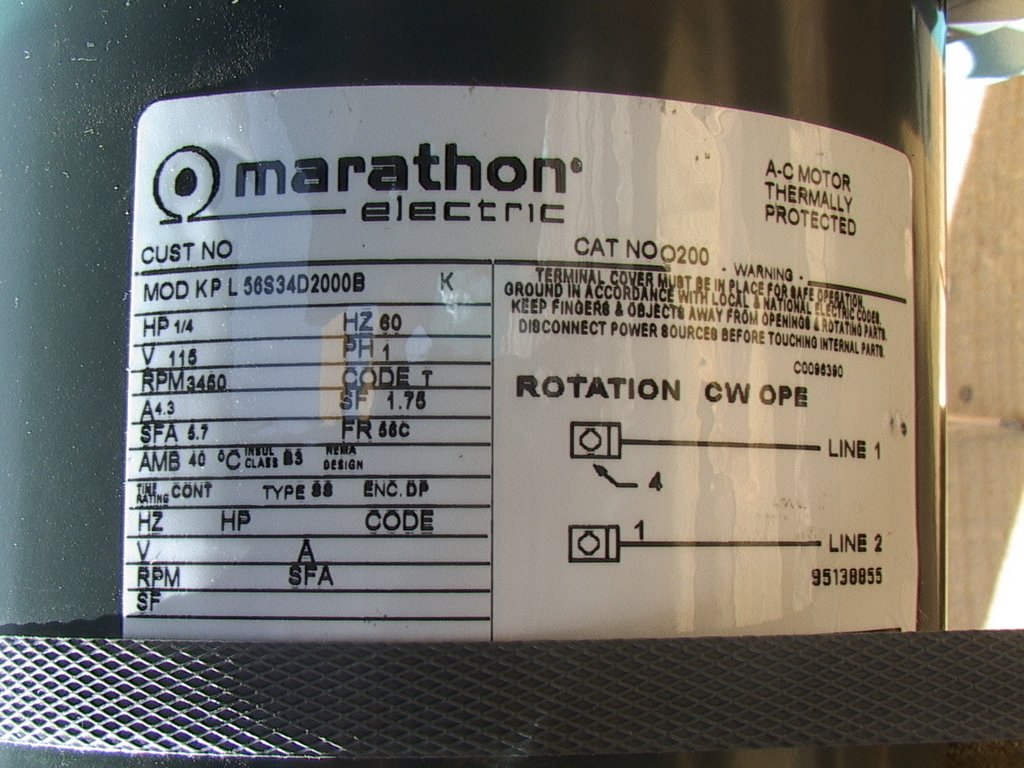 marathon®
electric
A-C MOTOR
THERMALLY
PROTECTED
CUST NO
CAT NO O200
MOD KP L 56S34D2000B K
HP 1/4 HZ 60
V 115 PH 1
RPM 3450 CODE T
A 4.3 SF 1.75
SFA 5.7 FR 56C
AMB 40 °C INSUL CLASS B3 NEMA DESIGN
TIME RATING CONT TYPE SS ENC. DP
HZ HP CODE
V A
RPM SFA
SF
- WARNING -
TERMINAL COVER MUST BE IN PLACE FOR SAFE OPERATION.
GROUND IN ACCORDANCE WITH LOCAL & NATIONAL ELECTRIC CODES
KEEP FINGERS & OBJECTS AWAY FROM OPENINGS & ROTATING PARTS.
DISCONNECT POWER SOURCES BEFORE TOUCHING INTERNAL PARTS.
C0096390
ROTATION CW OPE
LINE 1
4
1
LINE 2
95138855